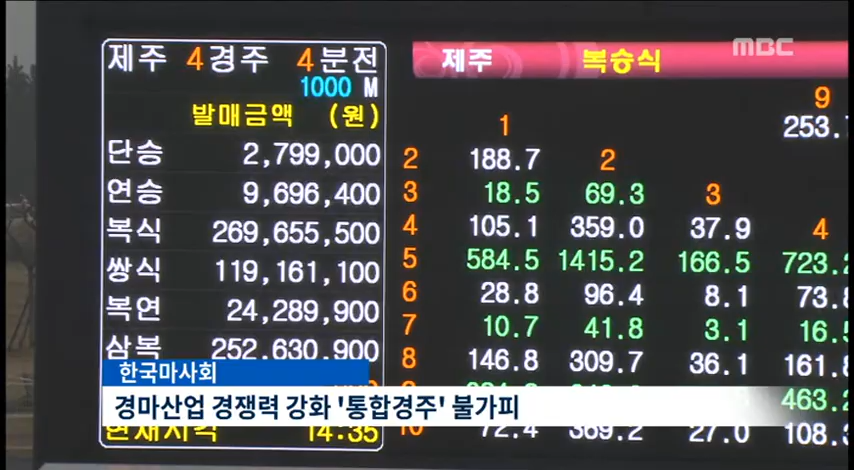 MBC
제주 4경주 4분전
1000 M
발매금액 (원)
단승 2,799,000
연승 9,696,400
복식 269,655,500
쌍식 119,161,100
복연 24,289,900
삼복 252,630,900
현재시각 14:35
제주 복승식
9
1 253.7
2 188.7 2
3 18.5 69.3 3
4 105.1 359.0 37.9 4
5 584.5 1415.2 166.5 723.2
6 28.8 96.4 8.1 73.8
7 10.7 41.8 3.1 16.5
8 146.8 309.7 36.1 161.8
463.2
10 72.4 369.2 27.0 108.3
한국마사회
경마산업 경쟁력 강화 '통합경주' 불가피